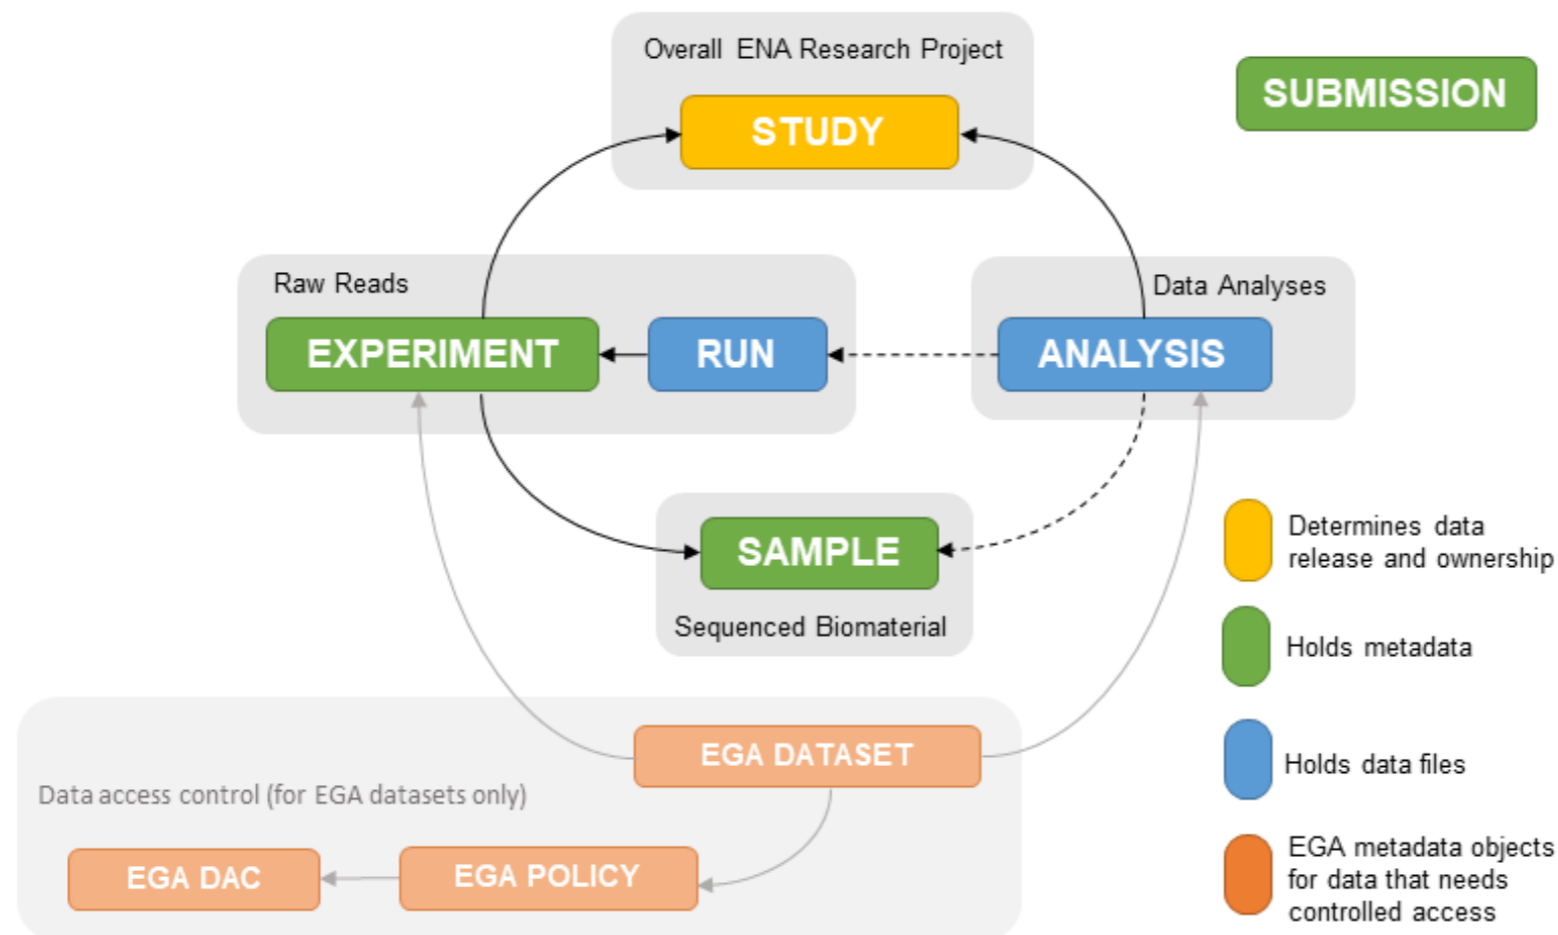 Overall ENA Research Project
STUDY
SUBMISSION
Raw Reads
EXPERIMENT
RUN
Data Analyses
ANALYSIS
SAMPLE
Sequenced Biomaterial
Determines data
release and ownership
Holds metadata
Holds data files
EGA metadata objects
for data that needs
controlled access
EGA DATASET
Data access control (for EGA datasets only)
EGA DAC
EGA POLICY